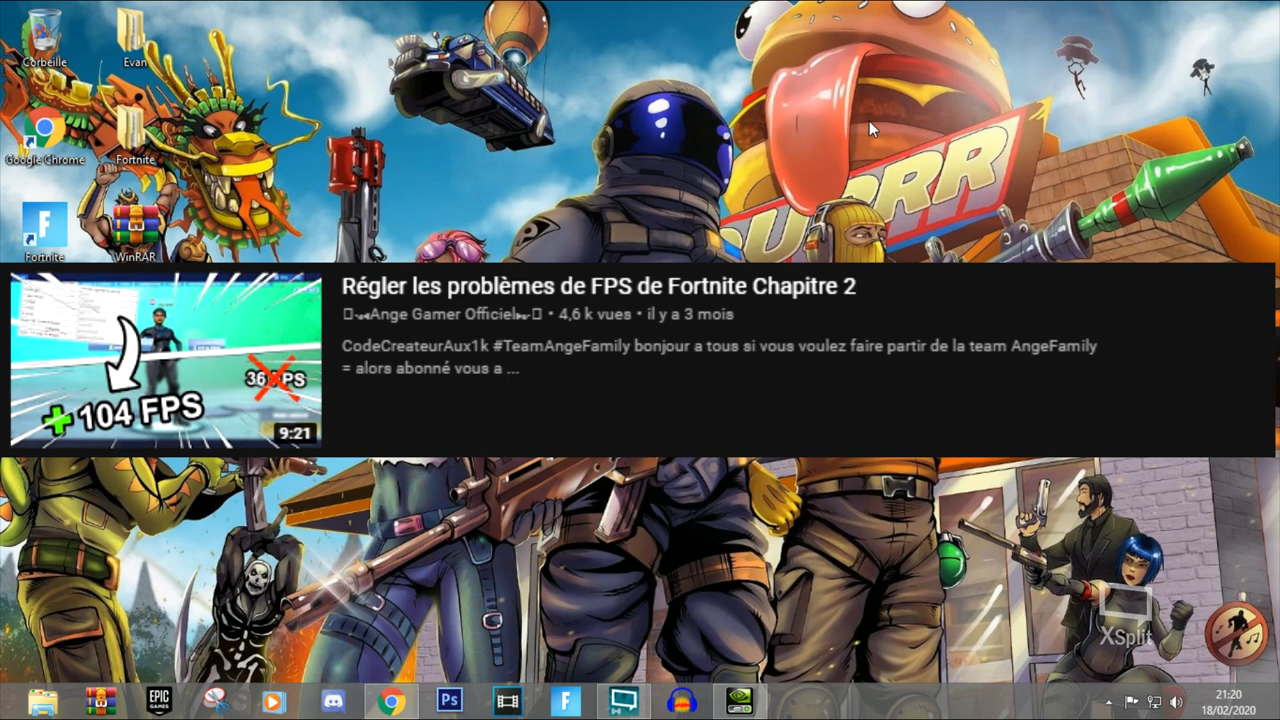 Corbeille
Evan
Google Chrome
Fortnite
DURRR
F
Fortnite
WinRAR
Régler les problèmes de FPS de Fortnite Chapitre 2
Ange Gamer Officiel • 4,6 k vues • il y a 3 mois
CodeCreateurAux1k #TeamAngeFamily bonjour a tous si vous voulez faire partir de la team AngeFamily
= alors abonné vous a ...
36 FPS
+ 104 FPS
9:21
XSplit
EPIC
GAMES
Ps
F
21:20
18/02/2020